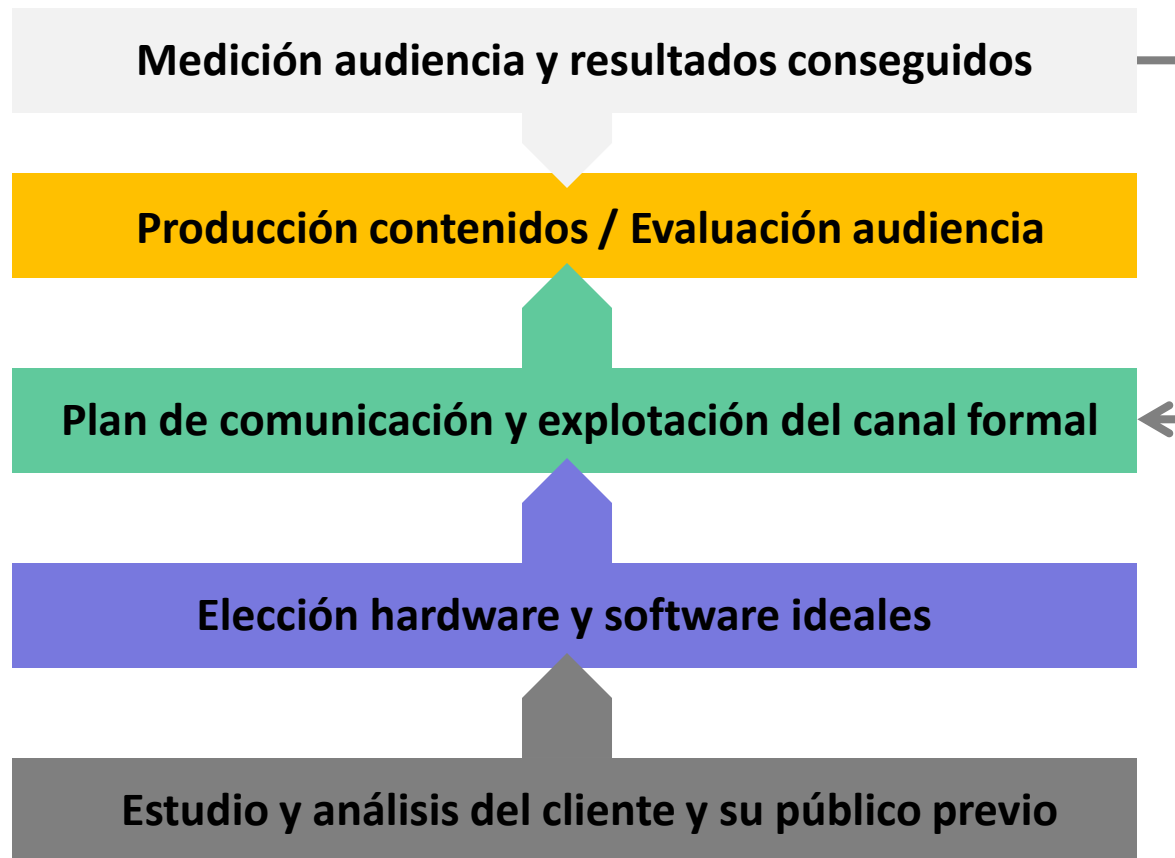 Medición audiencia y resultados conseguidos
Producción contenidos / Evaluación audiencia
Plan de comunicación y explotación del canal formal
Elección hardware y software ideales
Estudio y análisis del cliente y su público previo